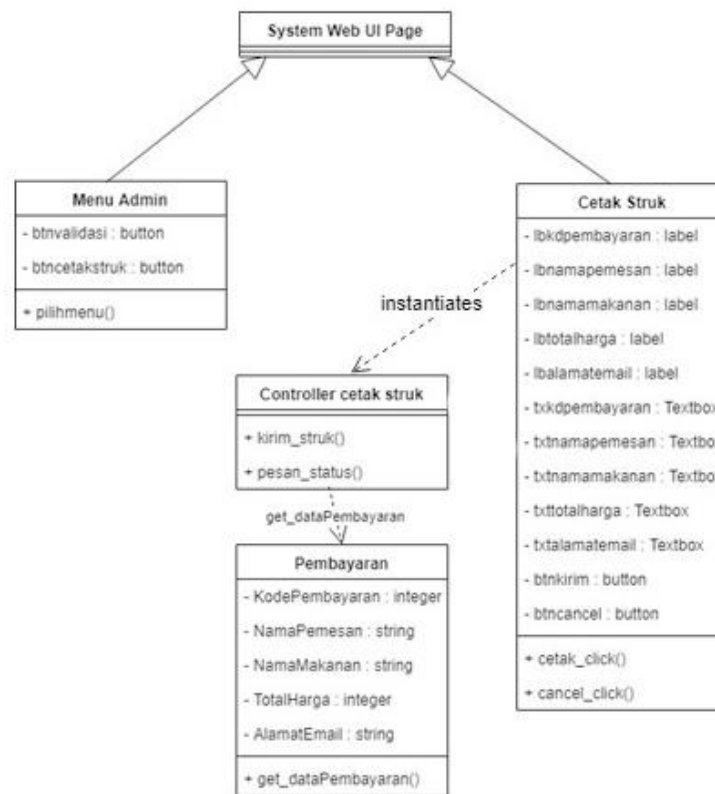 System Web UI Page
Menu Admin
- btnvalidasi : button
- btncetakstruk : button
+ pilihmenu()
Cetak Struk
- lbkdpembayaran : label
- lbnamapemesan : label
- lbnamamakanan : label
- lbtotalharga : label
- lbalamatemail : label
- txkdpembayaran : Textbox
- txtnamapemesan : Textbo
- txtnamamakanan : Textbo
- txttotalharga : Textbox
- txtalamatemail : Textbox
- btnkirim : button
- btncancel : button
+ cetak_click()
+ cancel_click()
instantiates
Controller cetak struk
+ kirim_struk()
+ pesan_status()
get_dataPembayaran
Pembayaran
- KodePembayaran : integer
- NamaPemesan : string
- NamaMakanan : string
- TotalHarga : integer
- AlamatEmail : string
+ get_dataPembayaran()